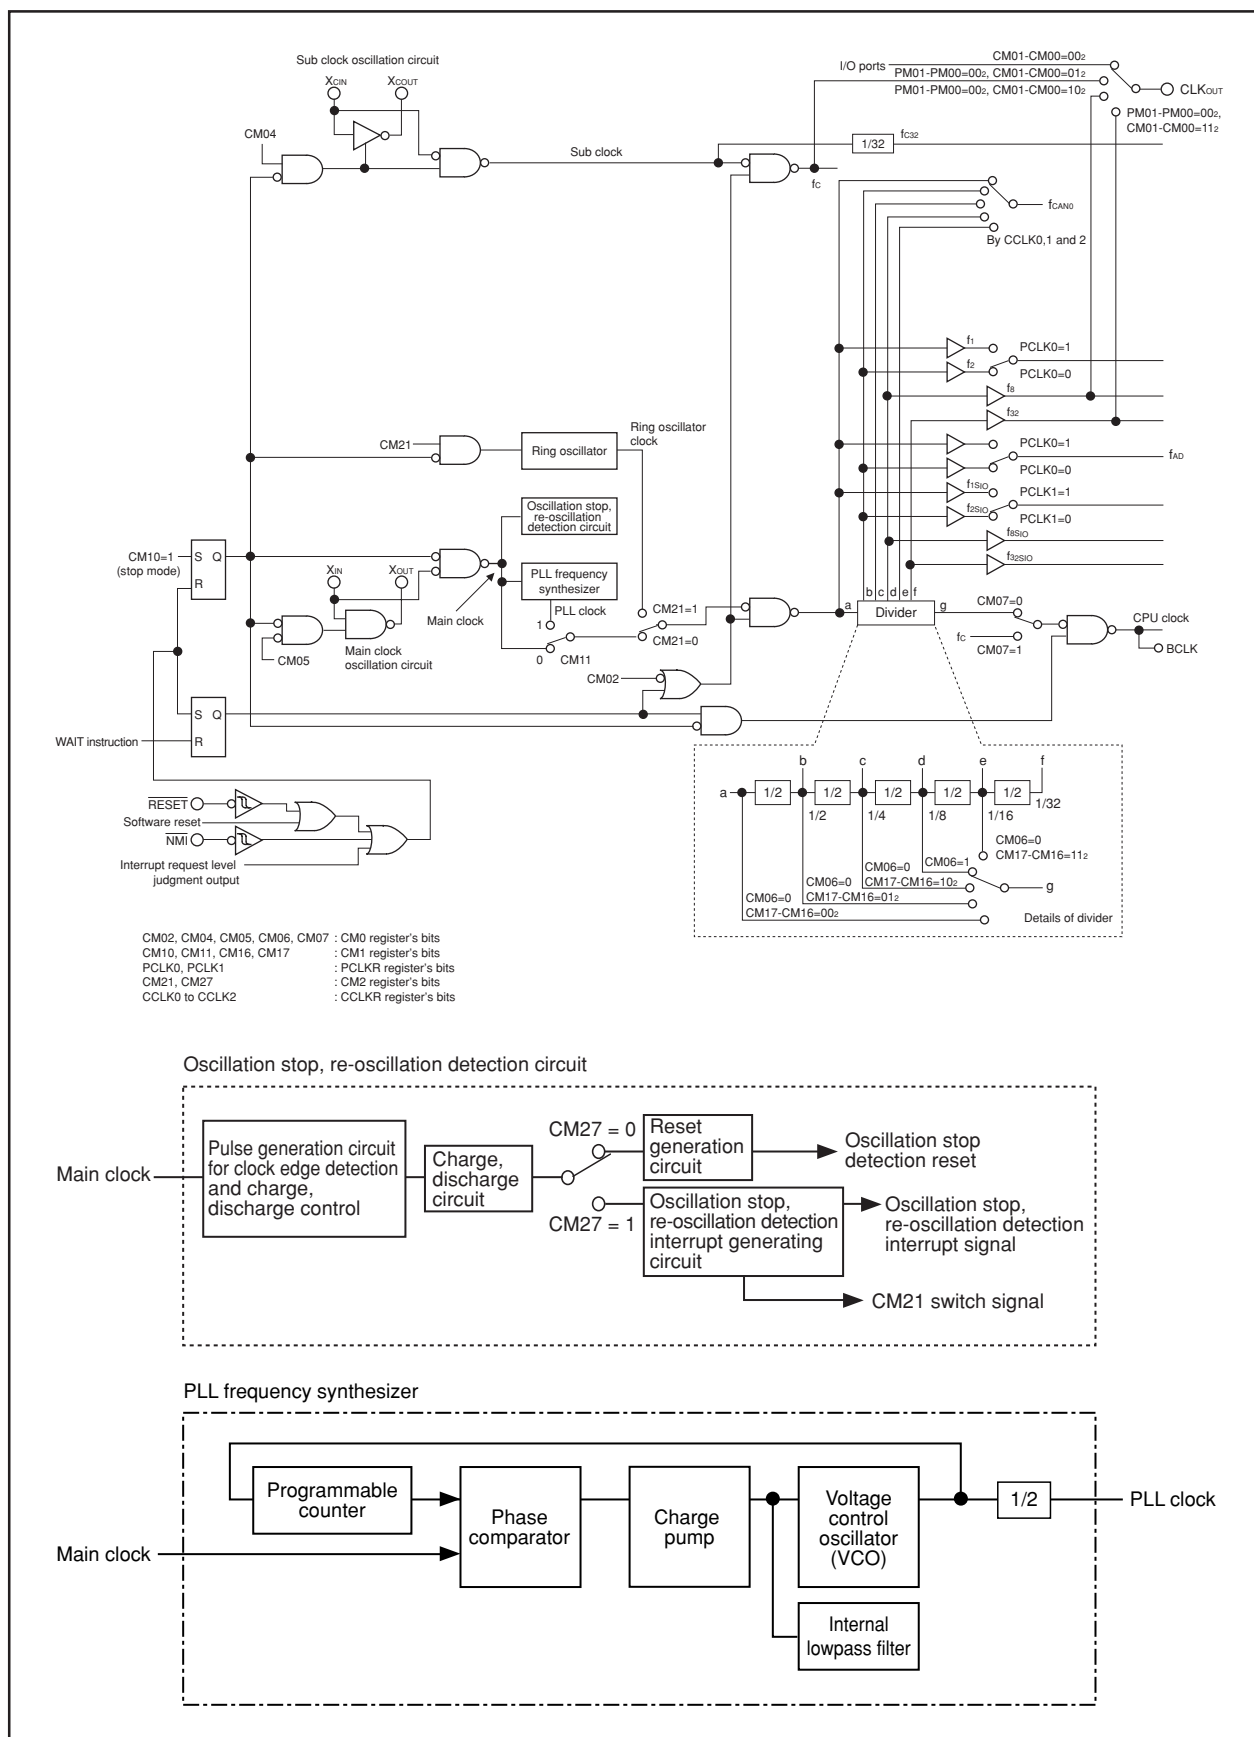 Sub clock oscillation circuit
XCIN XCOUT
CM04
Sub clock
I/O ports
CM01-CM00=002
PM01-PM00=002, CM01-CM00=012
PM01-PM00=002, CM01-CM00=102
CLKOUT
PM01-PM00=002,
CM01-CM00=112
1/32
fC32
fC
fCAN0
By CCLK0,1 and 2
f1
PCLK0=1
f2
PCLK0=0
f8
f32
PCLK0=1
fAD
PCLK0=0
f1SIO
PCLK1=1
f2SIO
PCLK1=0
f8SIO
f32SIO
CM21
Ring oscillator
Ring oscillator
clock
Oscillation stop,
re-oscillation
detection circuit
CM10=1
(stop mode)
S Q
R
XIN XOUT
PLL frequency
synthesizer
Main clock
PLL clock
1
0
CM11
CM21=1
CM21=0
CM05
Main clock
oscillation circuit
CM02
a
b c d e f
Divider
g
CM07=0
fC
CM07=1
CPU clock
BCLK
S Q
R
WAIT instruction
RESET
Software reset
NMI
Interrupt request level
judgment output
b c d e f
a
1/2 1/2 1/2 1/2 1/2
1/2 1/4 1/8 1/16 1/32
CM06=0
CM17-CM16=112
CM06=1
CM06=0
CM17-CM16=102
CM06=0
CM17-CM16=012
CM06=0
CM17-CM16=002
g
Details of divider
CM02, CM04, CM05, CM06, CM07 : CM0 register's bits
CM10, CM11, CM16, CM17 : CM1 register's bits
PCLK0, PCLK1 : PCLKR register's bits
CM21, CM27 : CM2 register's bits
CCLK0 to CCLK2 : CCLKR register's bits
Oscillation stop, re-oscillation detection circuit
Main clock
Pulse generation circuit
for clock edge detection
and charge,
discharge control
Charge,
discharge
circuit
CM27 = 0
Reset
generation
circuit
Oscillation stop
detection reset
CM27 = 1
Oscillation stop,
re-oscillation detection
interrupt generating
circuit
Oscillation stop,
re-oscillation detection
interrupt signal
CM21 switch signal
PLL frequency synthesizer
Programmable
counter
Main clock
Phase
comparator
Charge
pump
Voltage
control
oscillator
(VCO)
1/2
PLL clock
Internal
lowpass filter